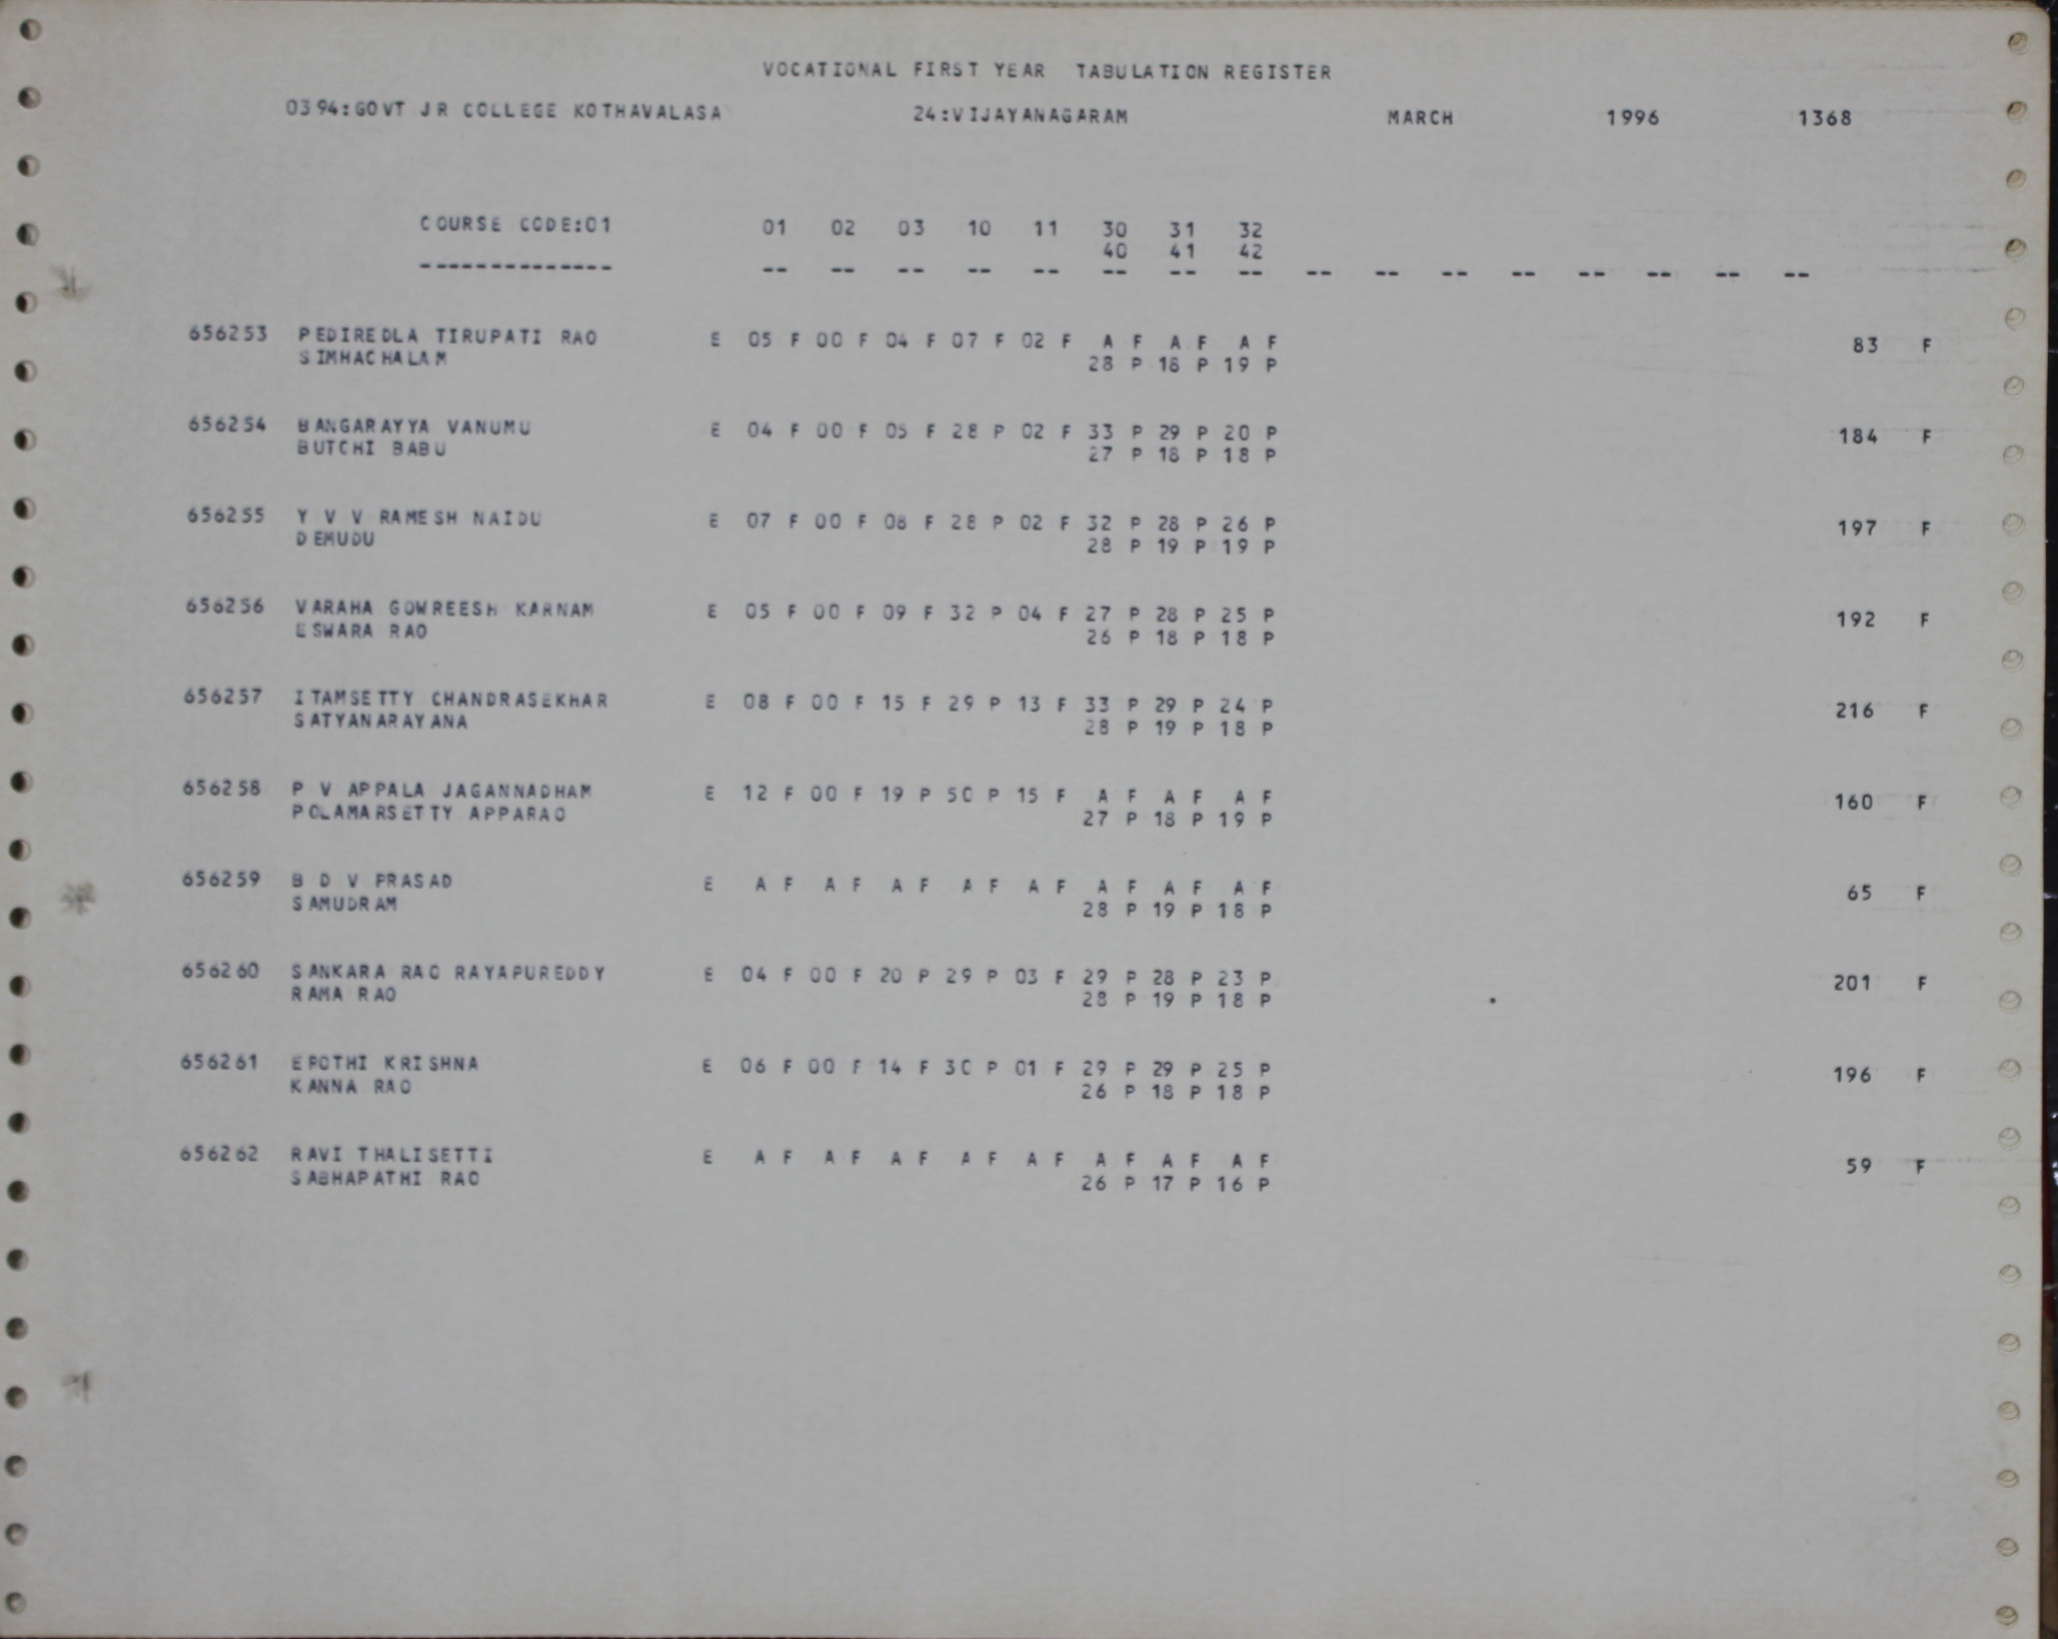 VOCATIONAL FIRST YEAR TABULATION REGISTER
0394:GOVT JR COLLEGE KOTHAVALASA 24:VIJAYANAGARAM MARCH 1996 1368
COURSE CODE:01 01 02 03 10 11 30 31 32
40 41 42
-------------- -- -- -- -- -- -- -- -- -- -- -- -- -- -- -- --
656253 PEDIREDLA TIRUPATI RAO E 05 F 00 F 04 F 07 F 02 F A F A F A F 83 F
SIMHACHALAM 28 P 18 P 19 P
656254 BANGARAYYA VANUMU E 04 F 00 F 05 F 28 P 02 F 33 P 29 P 20 P 184 F
BUTCHI BABU 27 P 18 P 18 P
656255 Y V V RAMESH NAIDU E 07 F 00 F 08 F 28 P 02 F 32 P 28 P 26 P 197 F
DEMUDU 28 P 19 P 19 P
656256 VARAHA GOWREESH KARNAM E 05 F 00 F 09 F 32 P 04 F 27 P 28 P 25 P 192 F
ESWARA RAO 26 P 18 P 18 P
656257 ITAMSETTY CHANDRASEKHAR E 08 F 00 F 15 F 29 P 13 F 33 P 29 P 24 P 216 F
SATYANARAYANA 28 P 19 P 18 P
656258 P V APPALA JAGANNADHAM E 12 F 00 F 19 P 50 P 15 F A F A F A F 160 F
POLAMARSETTY APPARAO 27 P 18 P 19 P
656259 B D V PRASAD E A F A F A F A F A F A F A F A F 65 F
SAMUDRAM 28 P 19 P 18 P
656260 SANKARA RAO RAYAPUREDDY E 04 F 00 F 20 P 29 P 03 F 29 P 28 P 23 P 201 F
RAMA RAO 28 P 19 P 18 P
656261 EPOTHI KRISHNA E 06 F 00 F 14 F 30 P 01 F 29 P 29 P 25 P 196 F
KANNA RAO 26 P 18 P 18 P
656262 RAVI THALISETTI E A F A F A F A F A F A F A F A F 59 F
SABHAPATHI RAO 26 P 17 P 16 P